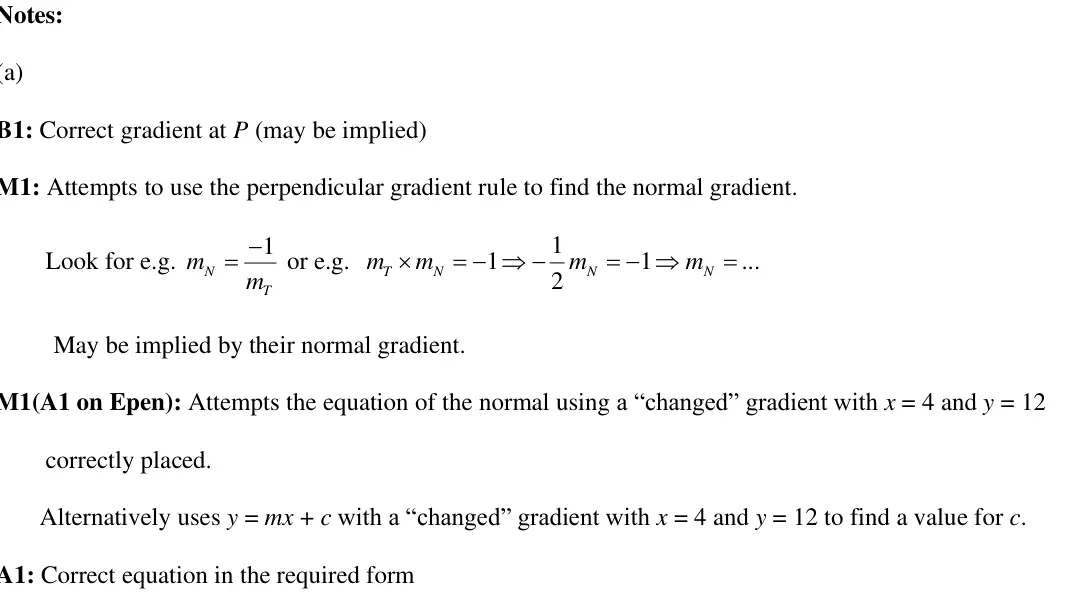 Notes:
(a)
B1: Correct gradient at P (may be implied)
M1: Attempts to use the perpendicular gradient rule to find the normal gradient.
Look for e.g. m_N = −1/m_T or e.g. m_T × m_N = −1 ⇒ −1/2 m_N = −1 ⇒ m_N = ...
May be implied by their normal gradient.
M1(A1 on Epen): Attempts the equation of the normal using a “changed” gradient with x = 4 and y = 12
correctly placed.
Alternatively uses y = mx + c with a “changed” gradient with x = 4 and y = 12 to find a value for c.
A1: Correct equation in the required form